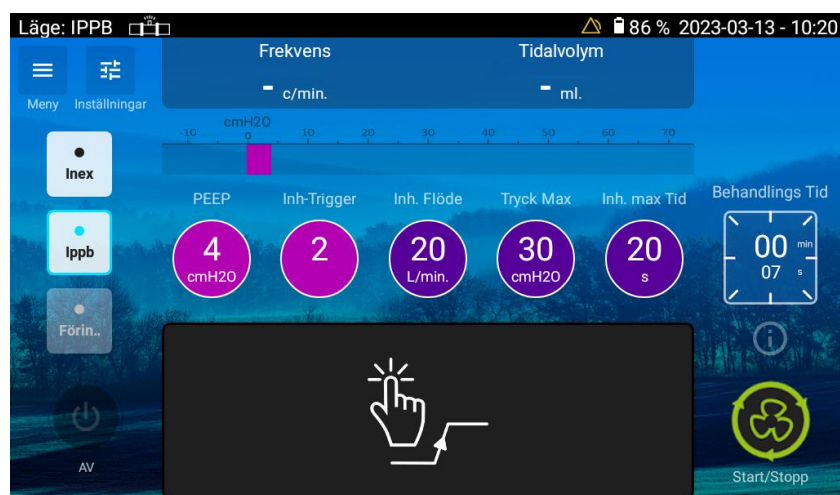 Läge: IPPB
86 % 2023-03-13 - 10:20
Frekvens
Tidalvolym
- c/min.
- ml.
Meny
Inställningar
cmH2O
-10 0 10 20 30 40 50 60 70
Inex
PEEP
Inh-Trigger
Inh. Flöde
Tryck Max
Inh. max Tid
Behandlings Tid
4
cmH2O
2
20
L/min.
30
cmH2O
20
s
00 min
07 s
Ippb
Förin..
AV
Start/Stopp